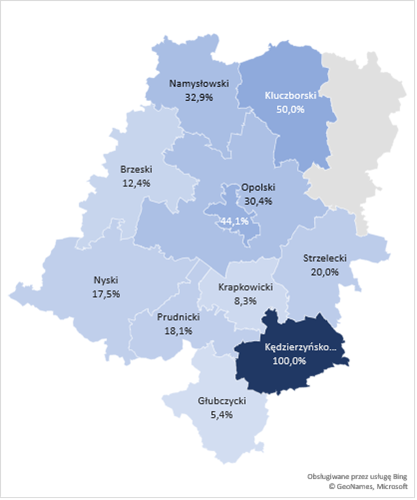 Namysłowski
32,9%
Kluczborski
50,0%
Brzeski
12,4%
Opolski
30,4%
44,1%
Strzelecki
20,0%
Nyski
17,5%
Krapkowicki
8,3%
Prudnicki
18,1%
Kędzierzyńsko...
100,0%
Głubczycki
5,4%
Obsługiwane przez usługę Bing
© GeoNames, Microsoft